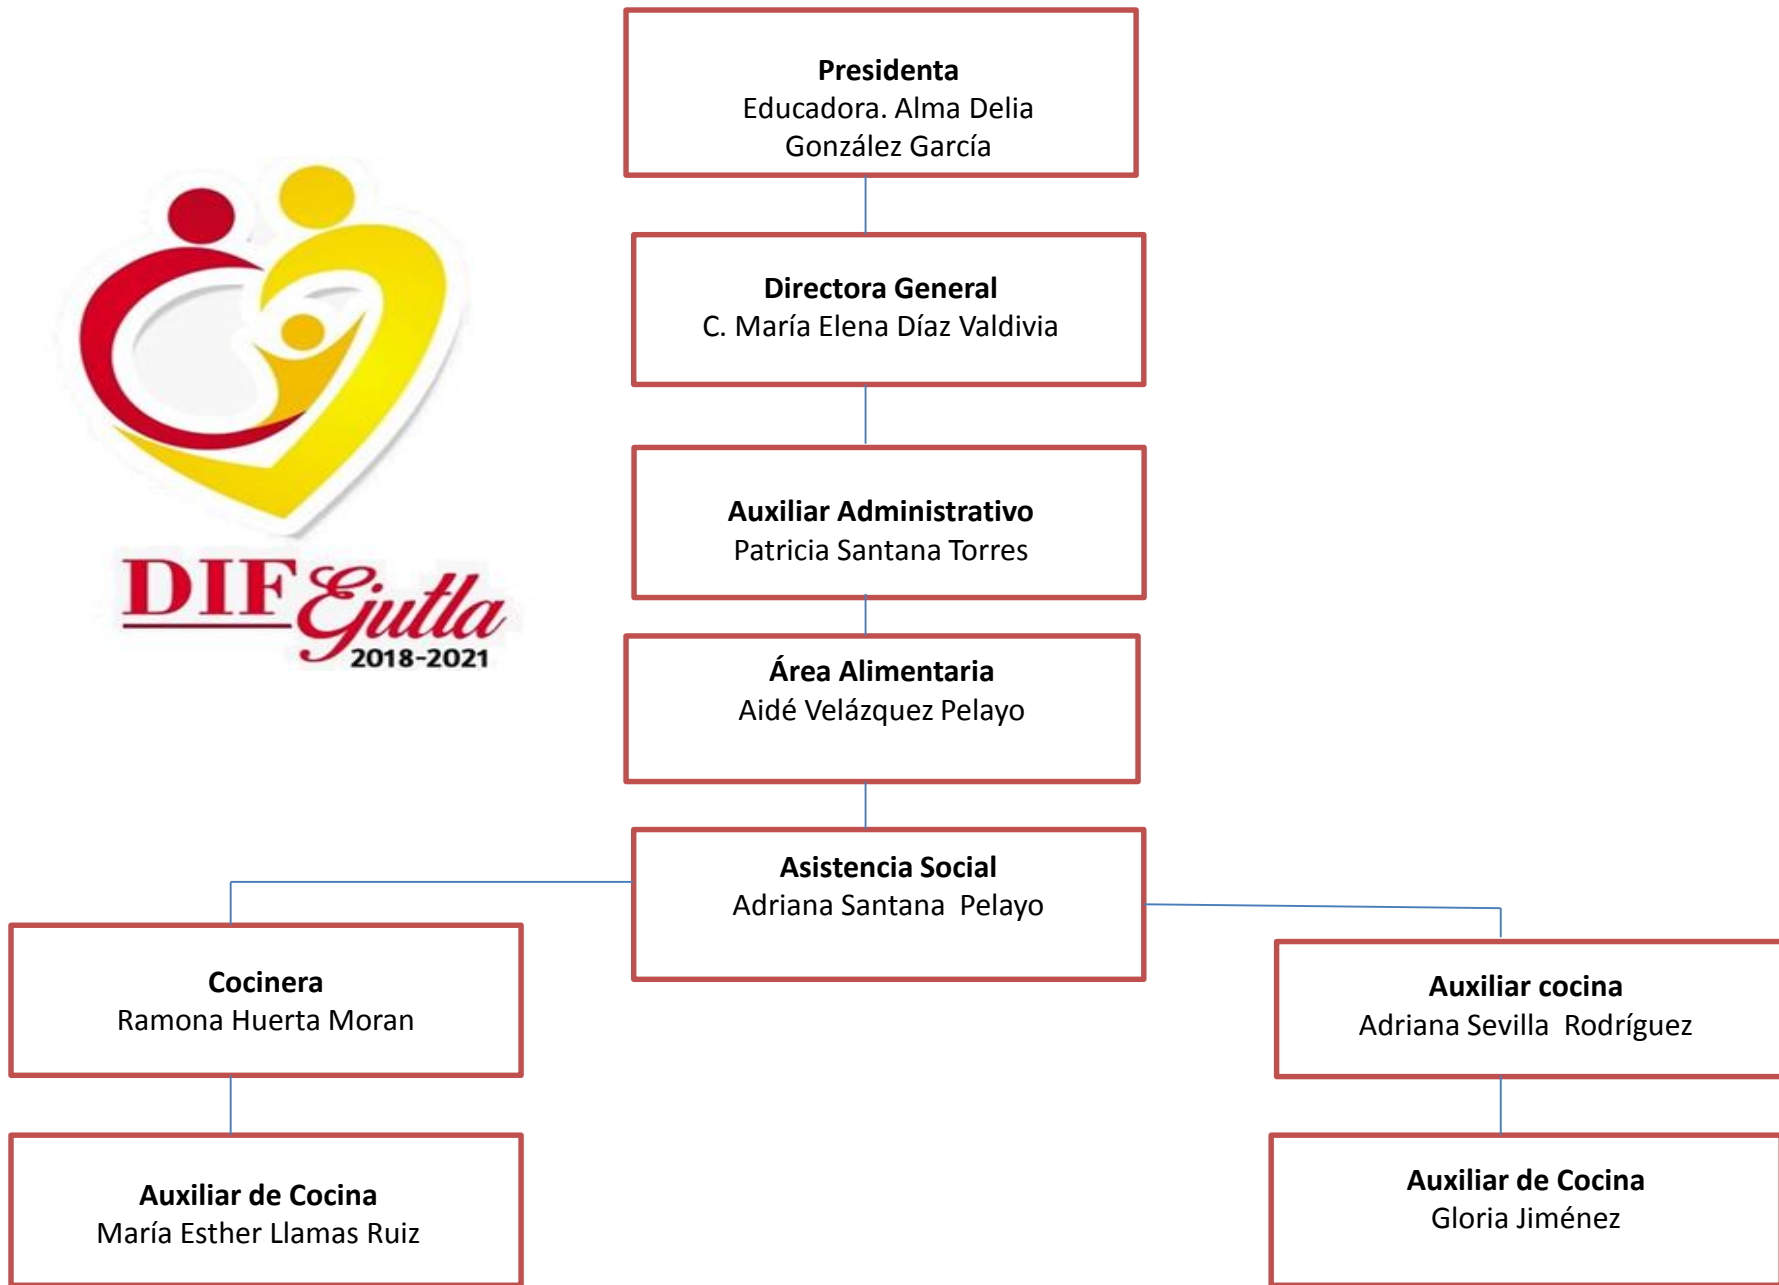 Presidenta
Educadora. Alma Delia
González García
Directora General
C. María Elena Díaz Valdivia
DIF Ejutla
2018-2021
Auxiliar Administrativo
Patricia Santana Torres
Área Alimentaria
Aidé Velázquez Pelayo
Asistencia Social
Adriana Santana  Pelayo
Cocinera
Ramona Huerta Moran
Auxiliar cocina
Adriana Sevilla  Rodríguez
Auxiliar de Cocina
María Esther Llamas Ruiz
Auxiliar de Cocina
Gloria Jiménez